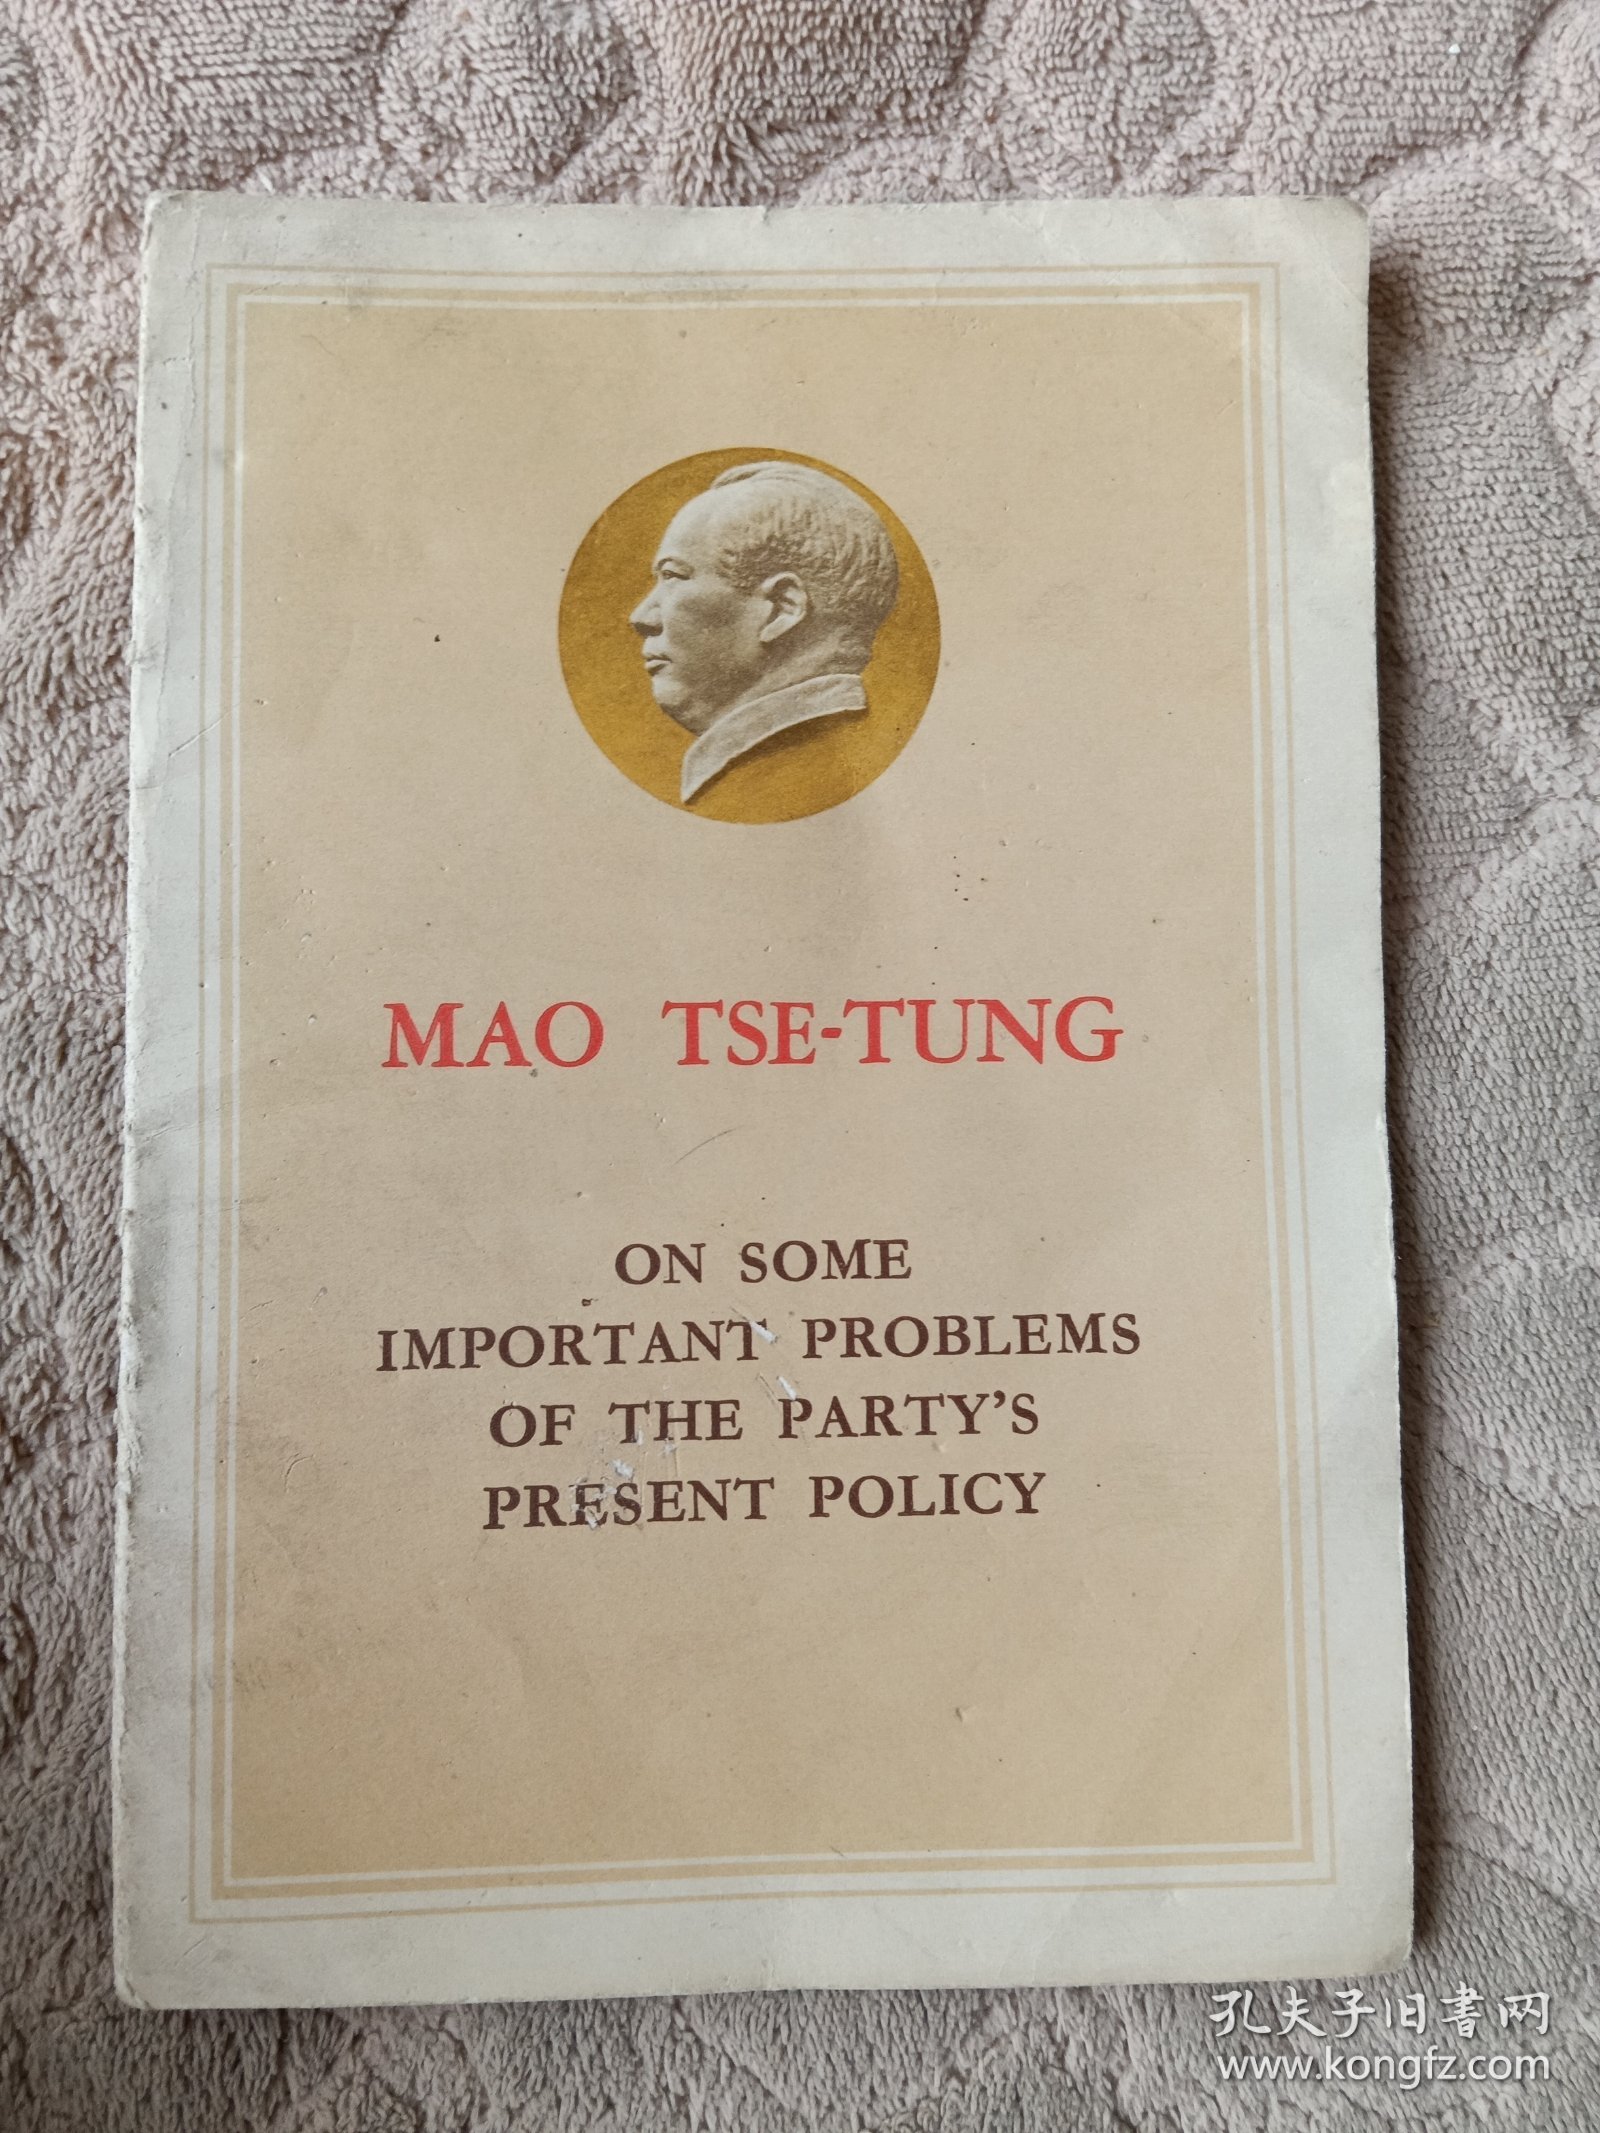 MAO TSE-TUNG
ON SOME
IMPORTANT PROBLEMS
OF THE PARTY'S
PRESENT POLICY
孔夫子旧书网
www.kongfz.com